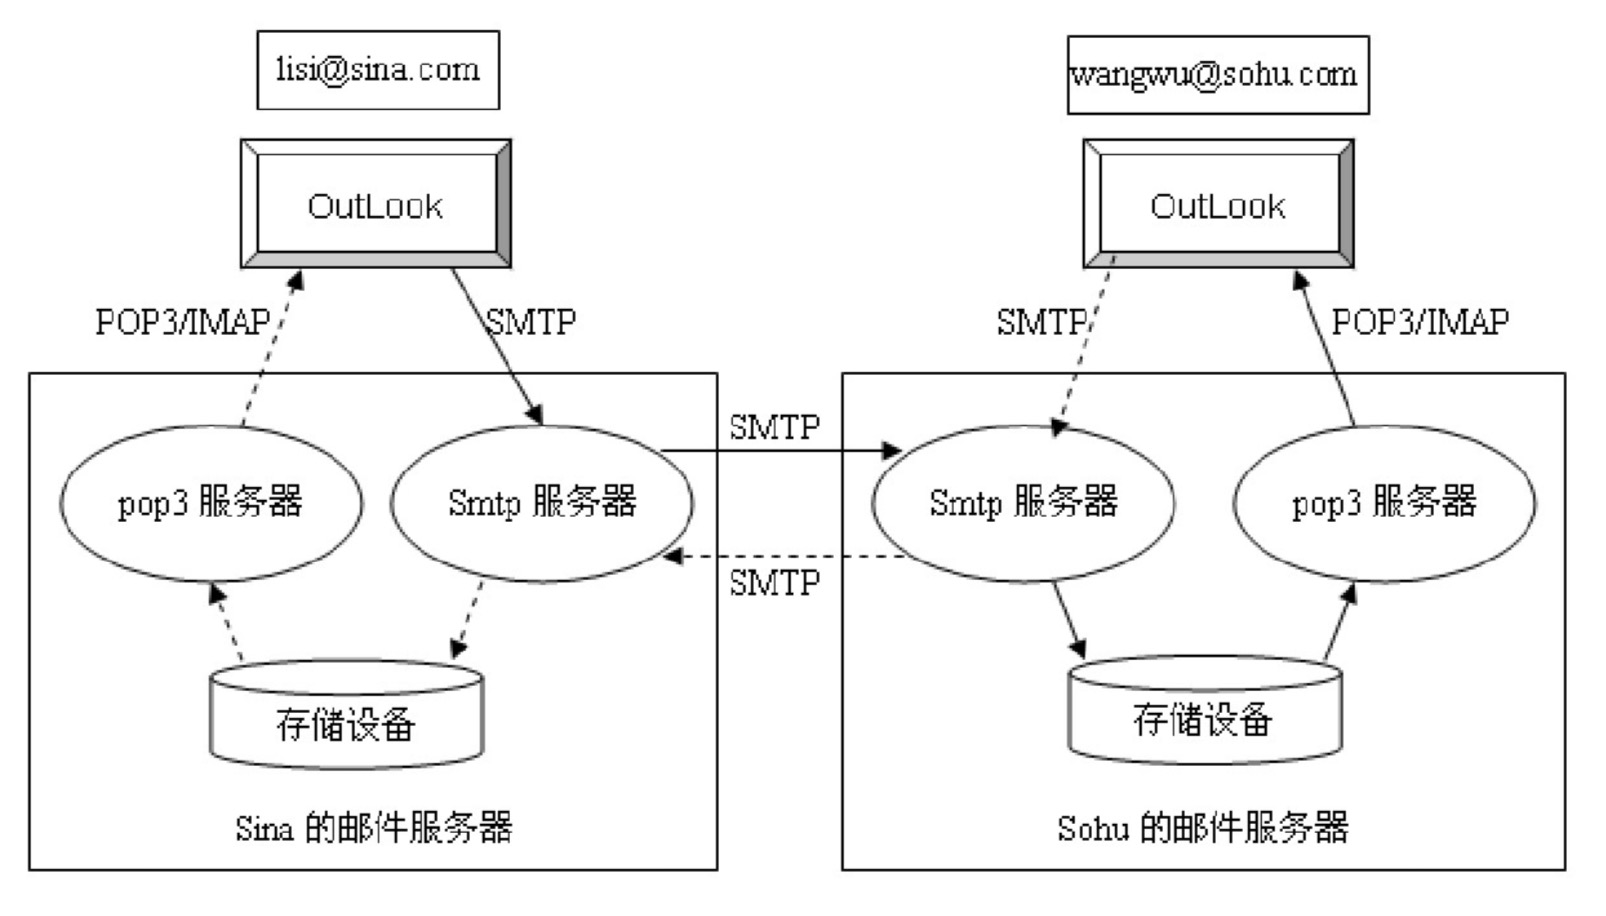 lisi@sina.com
wangwu@sohu.com
OutLook
OutLook
POP3/IMAP
SMTP
SMTP
POP3/IMAP
SMTP
pop3 服务器
Smtp 服务器
Smtp 服务器
pop3 服务器
SMTP
存储设备
存储设备
Sina 的邮件服务器
Sohu 的邮件服务器